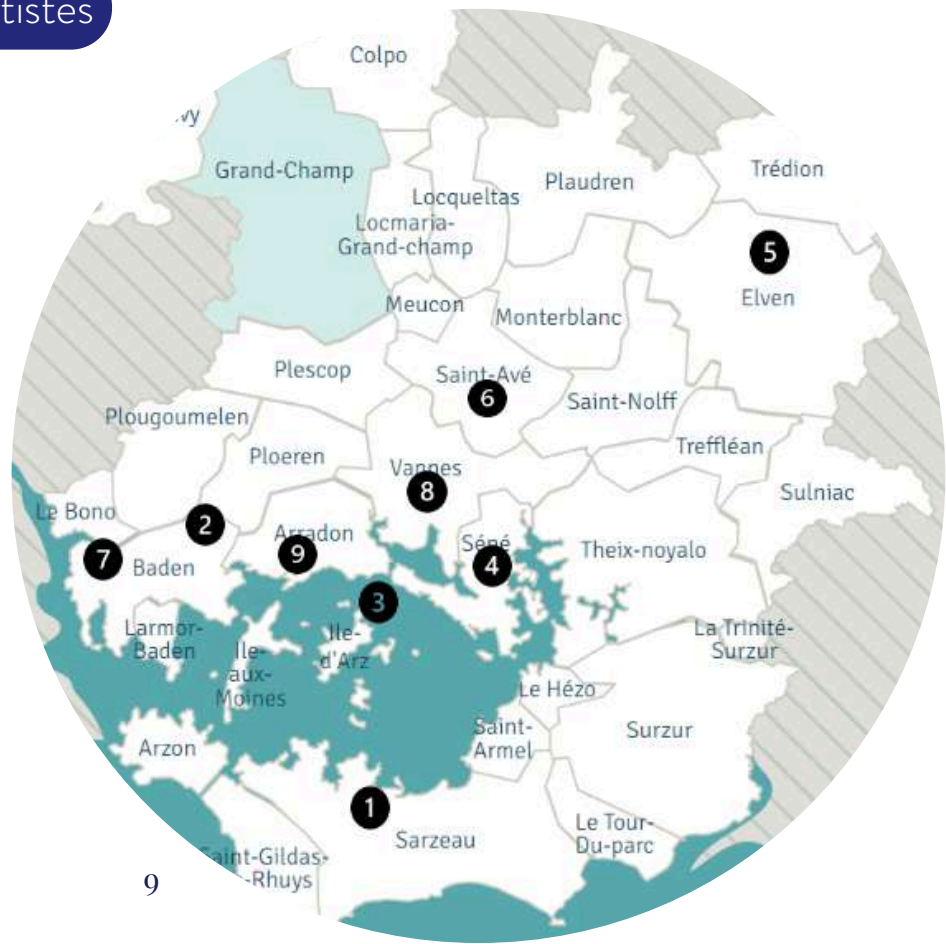 tistes
Colpo
vy
Grand-Champ
Trédion
Plaudren
Locqueltas
Locmaria-
Grand-champ
5
Elven
Meucon
Monterblanc
Plescop
Saint-Avé
6
Saint-Nolff
Plougoumelen
Treffléan
Ploeren
Vannes
8
Sulniac
Le Bono
2
Arradon
9
Séné
4
Theix-noyalo
7
Baden
3
Larmor-
Baden
Ile-
aux-
Moines
Ile-
d'Arz
La Trinité-
Surzur
Le Hézo
Saint-
Armel
Surzur
Arzon
1
Sarzeau
Le Tour-
Du-parc
aint-Gildas-
-Rhuys
9